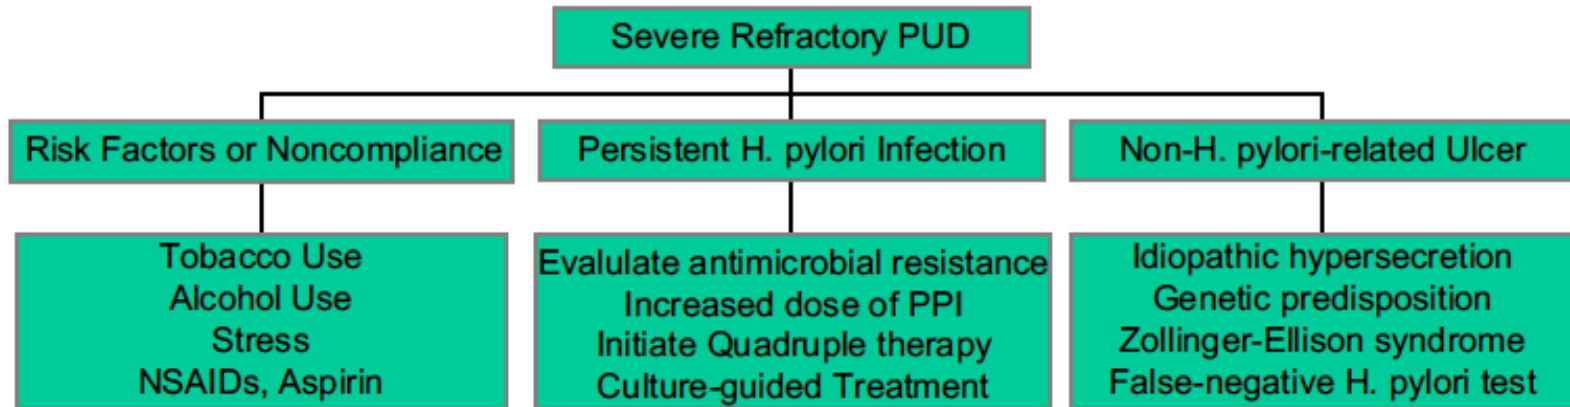 Severe Refractory PUD
Risk Factors or Noncompliance
Persistent H. pylori Infection
Non-H. pylori-related Ulcer
Tobacco Use
Alcohol Use
Stress
NSAIDs, Aspirin
Evalulate antimicrobial resistance
Increased dose of PPI
Initiate Quadruple therapy
Culture-guided Treatment
Idiopathic hypersecretion
Genetic predisposition
Zollinger-Ellison syndrome
False-negative H. pylori test